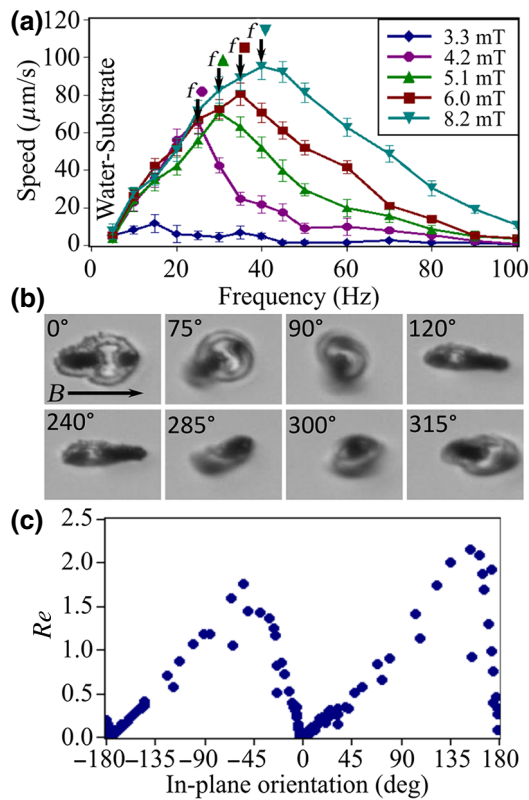 (a)
120
100
80
60
40
20
0
Speed (µm/s)
Water-Substrate
f
f
f
f
3.3 mT
4.2 mT
5.1 mT
6.0 mT
8.2 mT
0 20 40 60 80 100
Frequency (Hz)
(b)
0° 75° 90° 120°
B
240° 285° 300° 315°
(c)
2.5
2.0
1.5
1.0
0.5
0.0
Re
−180 −135 −90 −45 0 45 90 135 180
In-plane orientation (deg)